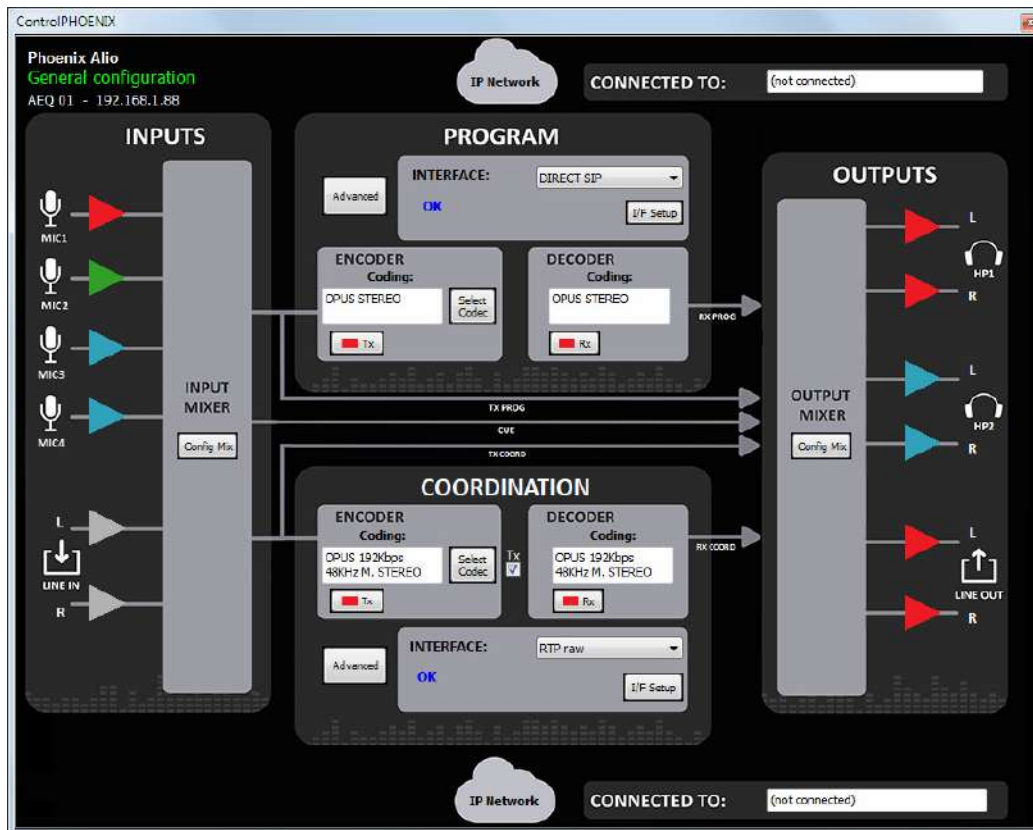 ControlPHOENIX
Phoenix Alio
General configuration
AEQ 01 - 192.168.1.88
IP Network
CONNECTED TO:
(not connected)
INPUTS
MIC1
MIC2
MIC3
MIC4
L
LINE IN
R
INPUT
MIXER
Config Mix
PROGRAM
Advanced
INTERFACE:
DIRECT SIP
OK
I/F Setup
ENCODER
Coding:
OPUS STEREO
Select
Codec
Tx
DECODER
Coding:
OPUS STEREO
Rx
RX PROG
TX PROG
CUE
TX COORD
COORDINATION
ENCODER
Coding:
OPUS 192Kbps
48KHz M. STEREO
Select
Codec
Tx
Tx
DECODER
Coding:
OPUS 192Kbps
48KHz M. STEREO
Rx
RX COORD
Advanced
INTERFACE:
RTP raw
OK
I/F Setup
OUTPUTS
OUTPUT
MIXER
Config Mix
L
HP1
R
L
HP2
R
L
LINE OUT
R
IP Network
CONNECTED TO:
(not connected)